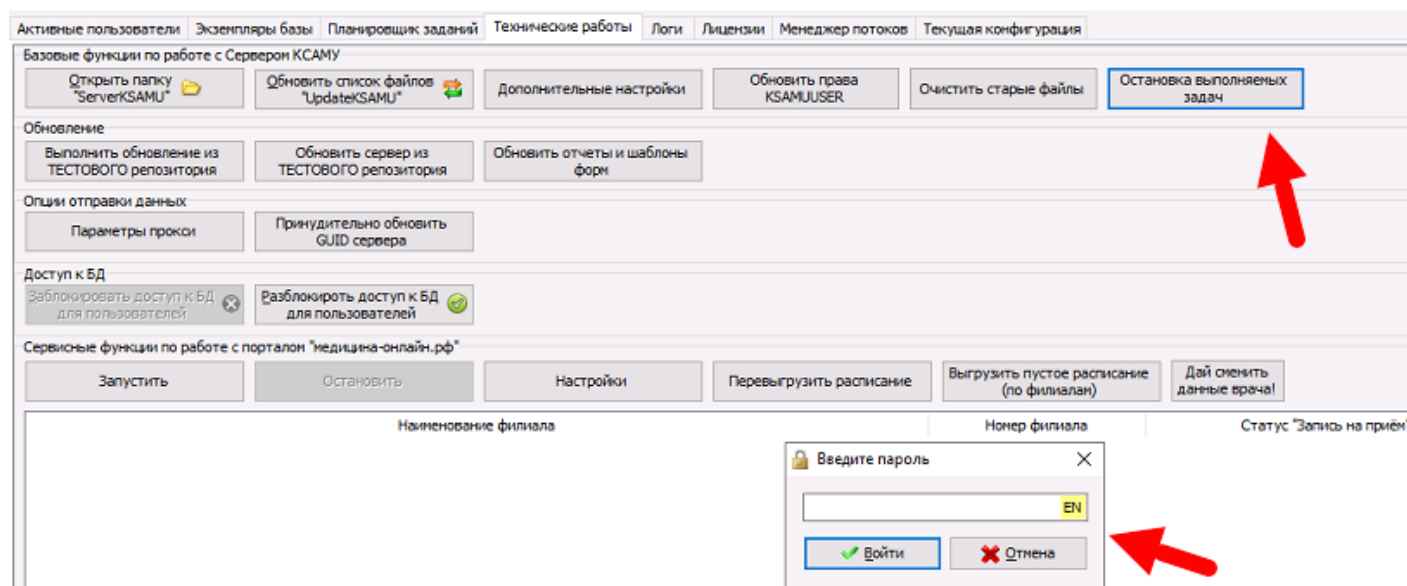 Активные пользователи Экземпляры базы Планировщик заданий Технические работы Логи Лицензии Менеджер потоков Текущая конфигурация
Базовые функции по работе с Сервером КСАМУ
Открыть папку "ServerKSAMU"
Обновить список файлов "UpdateKSAMU"
Дополнительные настройки
Обновить права KSAMUUSER
Очистить старые файлы
Остановка выполняемых задач
Обновление
Выполнить обновление из ТЕСТОВОГО репозитория
Обновить сервер из ТЕСТОВОГО репозитория
Обновить отчеты и шаблоны форм
Опции отправки данных
Параметры прокси
Принудительно обновить GUID сервера
Доступ к БД
Заблокировать доступ к БД для пользователей
Разблокироть доступ к БД для пользователей
Сервисные функции по работе с порталом "медицина-онлайн.рф"
Запустить
Остановить
Настройки
Перевыгрузить расписание
Выгрузить пустое расписание (по филиалам)
Дай сменить данные врача!
Наименование филиала Номер филиала Статус "Запись на приём"
Введите пароль
EN
Войти Отмена